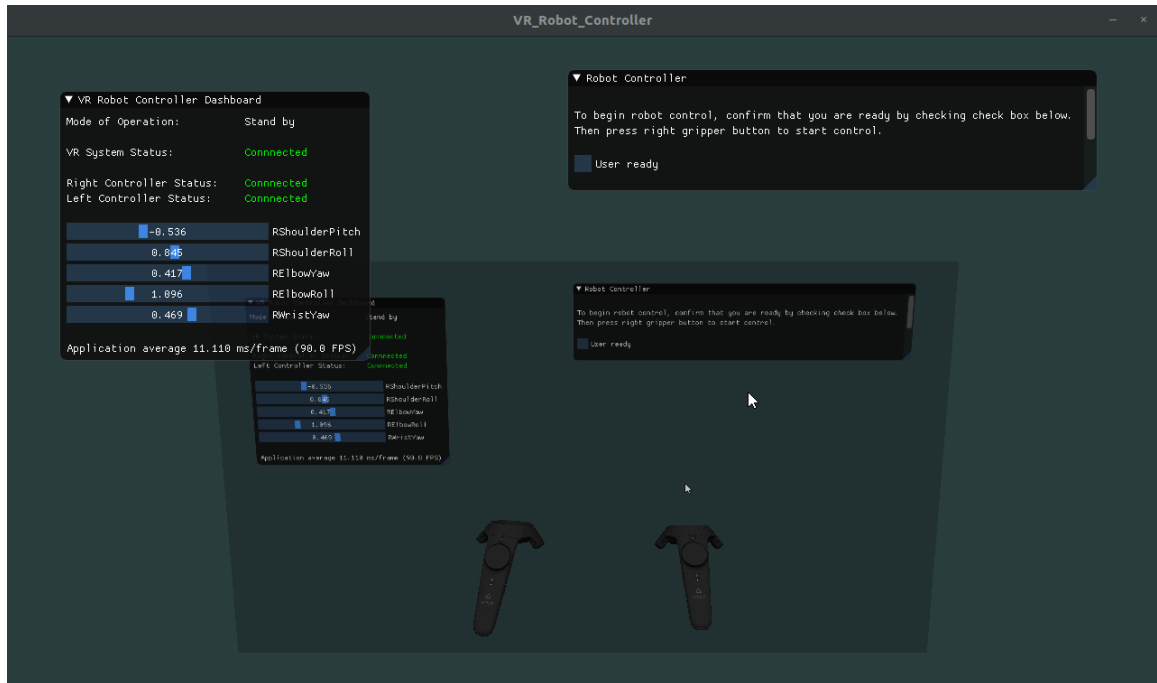 VR_Robot_Controller
VR Robot Controller Dashboard
Mode of Operation: Stand by
VR System Status: Connnected
Right Controller Status: Connnected
Left Controller Status: Connnected
-0.536 RShoulderPitch
0.845 RShoulderRoll
0.417 RElbowYaw
1.096 RElbowRoll
0.469 RWristYaw
Application average 11.110 ms/frame (90.0 FPS)
Robot Controller
To begin robot control, confirm that you are ready by checking check box below.
Then press right gripper button to start control.
User ready
Stand by
Left Controller Status: Connnected
-0.536 RShoulderPitch
0.845 RShoulderRoll
0.417 RElbowYaw
1.096 RElbowRoll
0.469 RWristYaw
Application average 11.110 ms/frame (90.0 FPS)
Robot Controller
To begin robot control, confirm that you are ready by checking check box below.
Then press right gripper button to start control.
User ready